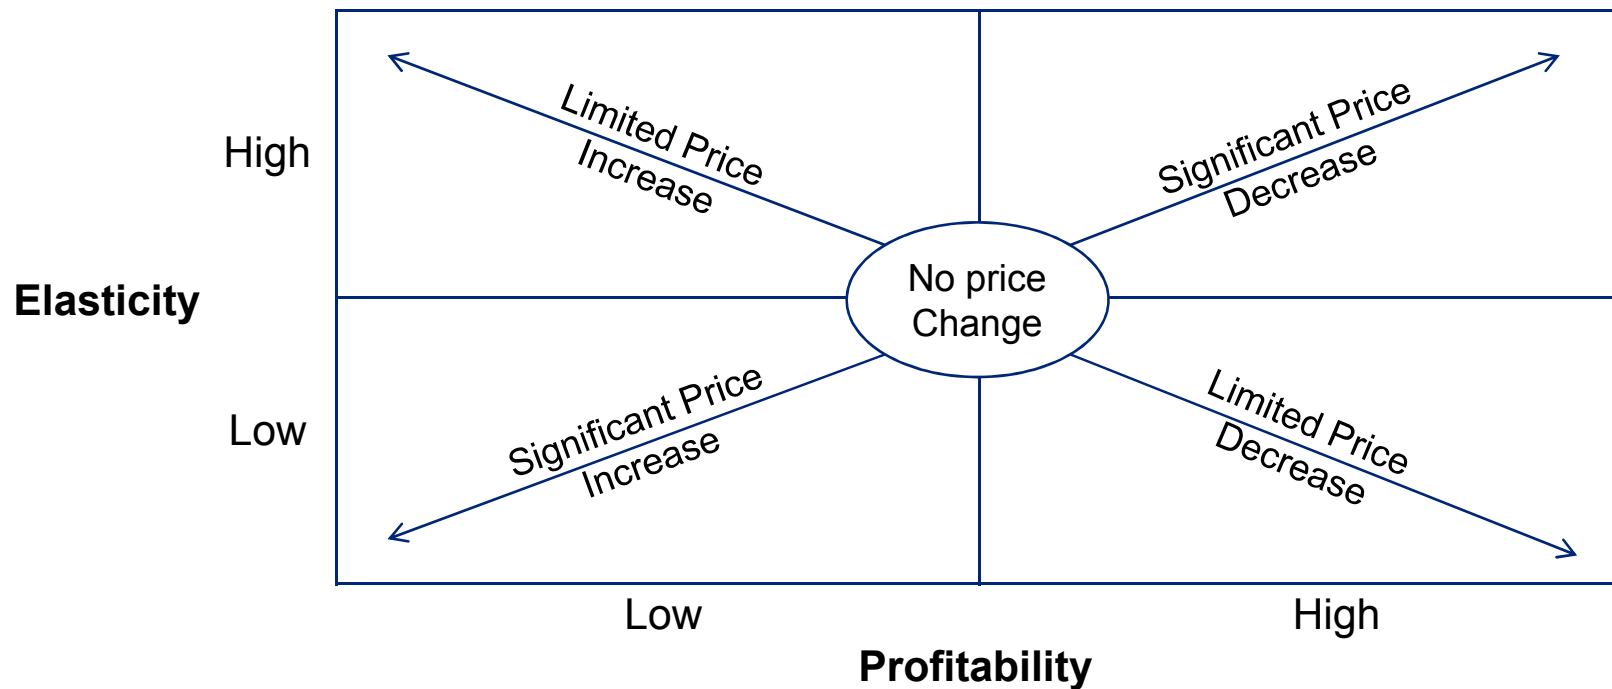 Limited Price
Increase
Significant Price
Decrease
High
Elasticity
No price
Change
Low
Significant Price
Increase
Limited Price
Decrease
Low
High
Profitability